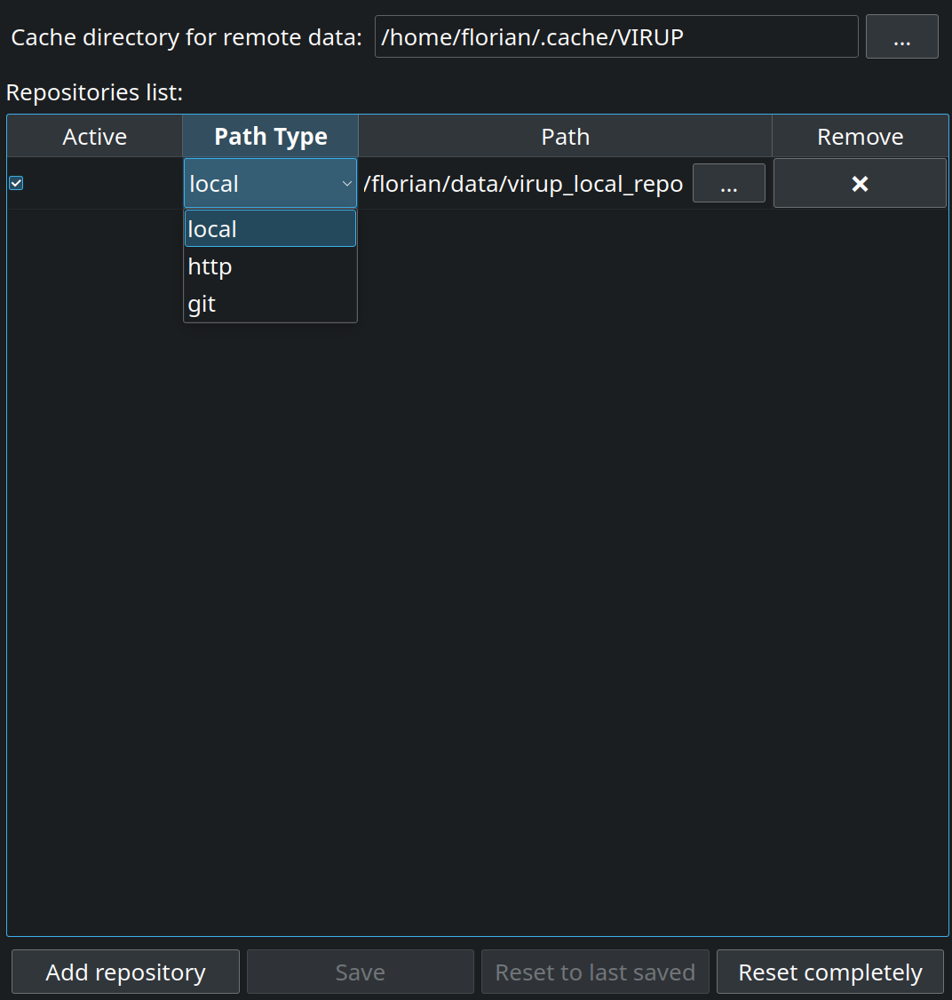 Cache directory for remote data: /home/florian/.cache/VIRUP ...
Repositories list:
Active Path Type Path Remove
local /florian/data/virup_local_repo ...
local
http
git
Add repository Save Reset to last saved Reset completely